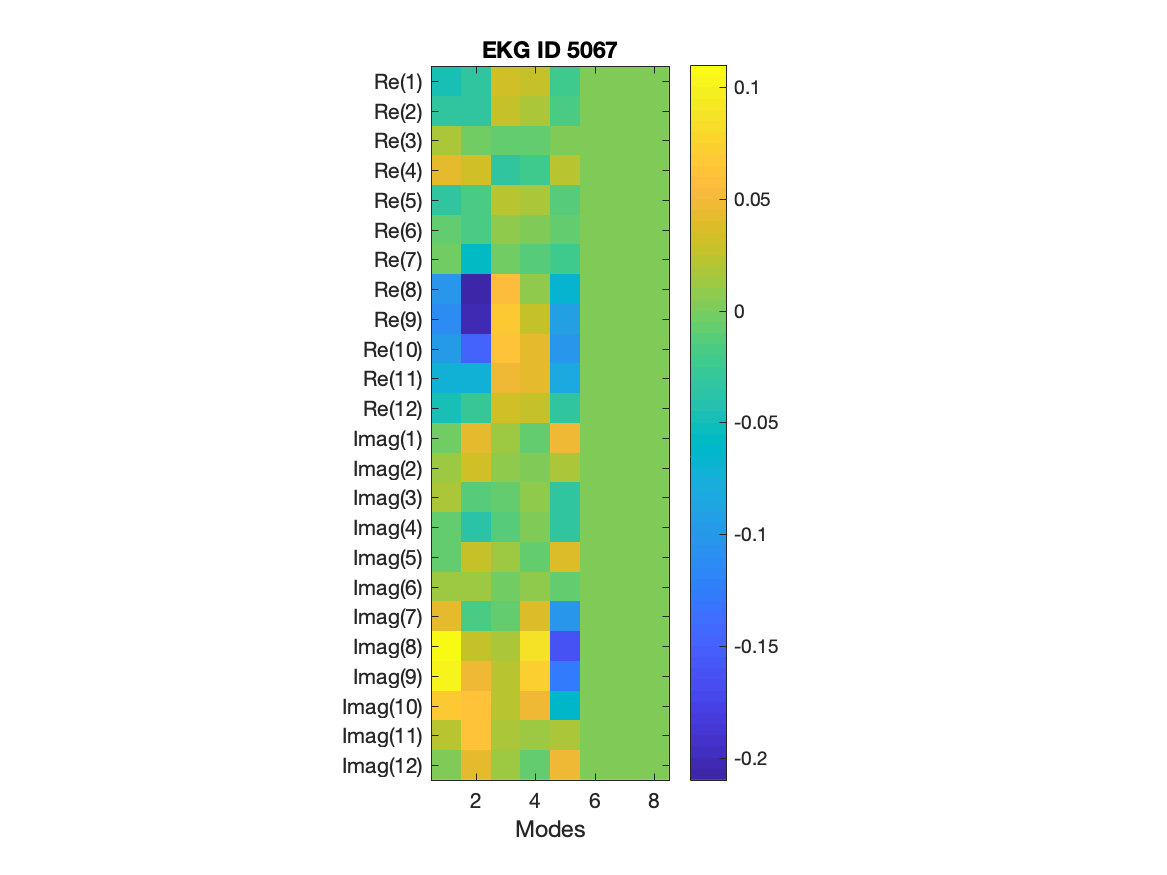 EKG ID 5067
Re(1)
Re(2)
Re(3)
Re(4)
Re(5)
Re(6)
Re(7)
Re(8)
Re(9)
Re(10)
Re(11)
Re(12)
Imag(1)
Imag(2)
Imag(3)
Imag(4)
Imag(5)
Imag(6)
Imag(7)
Imag(8)
Imag(9)
Imag(10)
Imag(11)
Imag(12)
2 4 6 8
Modes
0.1
0.05
0
-0.05
-0.1
-0.15
-0.2